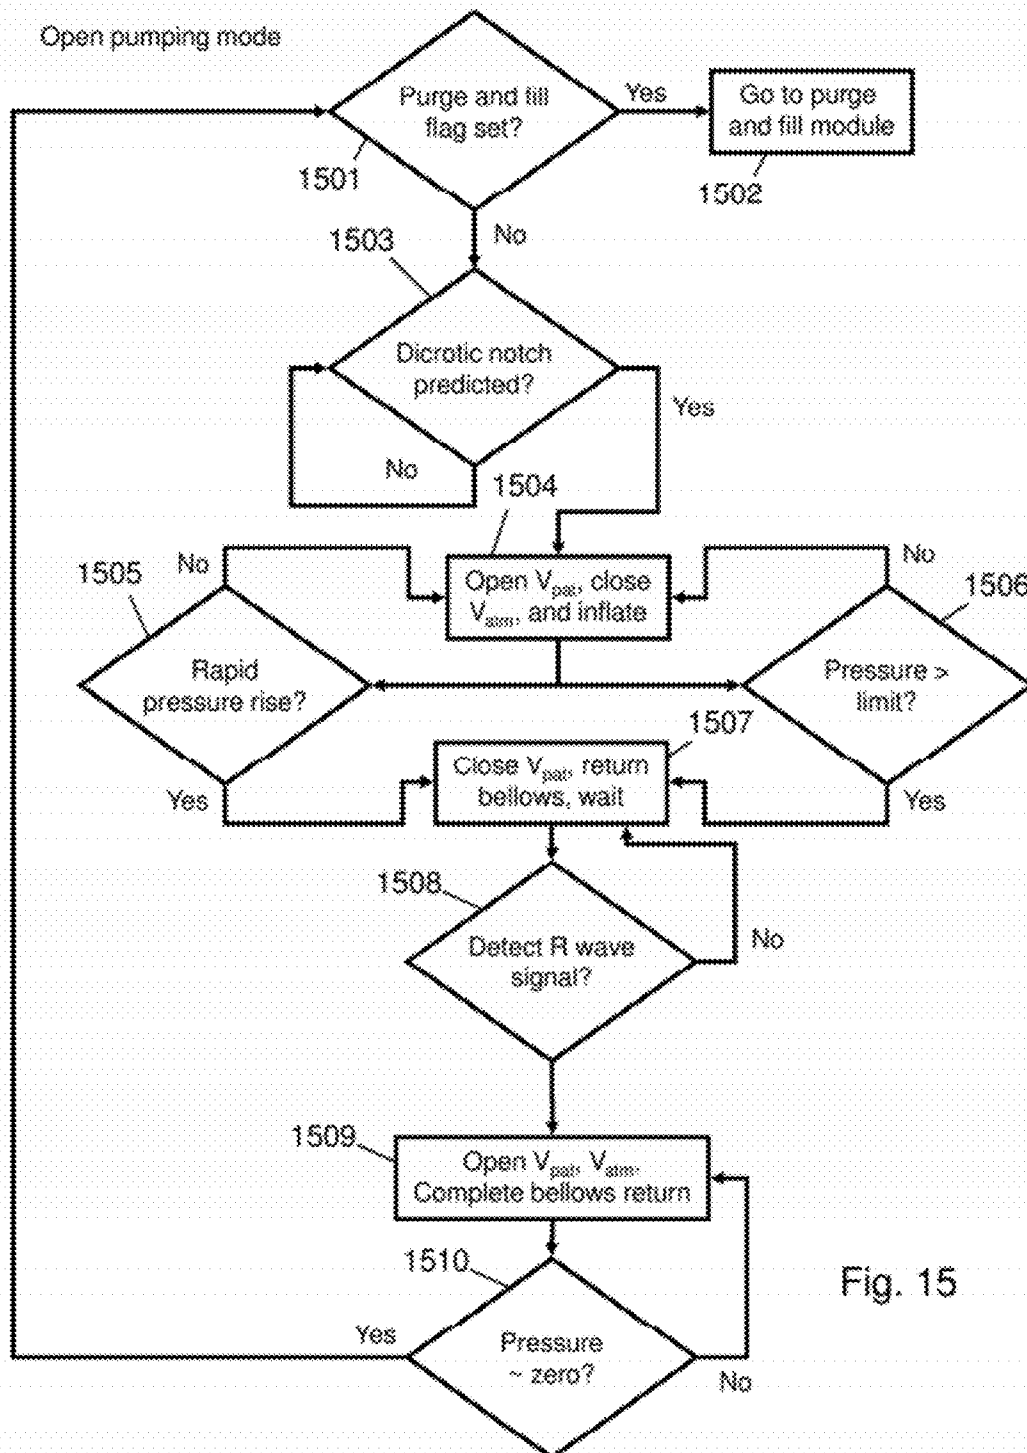 Open pumping mode
Purge and fill
flag set?
Yes
Go to purge
and fill module
1501
1502
No
1503
Dicrotic notch
predicted?
Yes
No
1504
No
Open Vpat, close
Vatm, and inflate
No
1505
1506
Rapid
pressure rise?
Pressure >
limit?
1507
Yes
Close Vpat, return
bellows, wait
Yes
1508
Detect R wave
signal?
No
1509
Open Vpat, Vatm,
Complete bellows return
1510
Fig. 15
Yes
Pressure
~ zero?
No